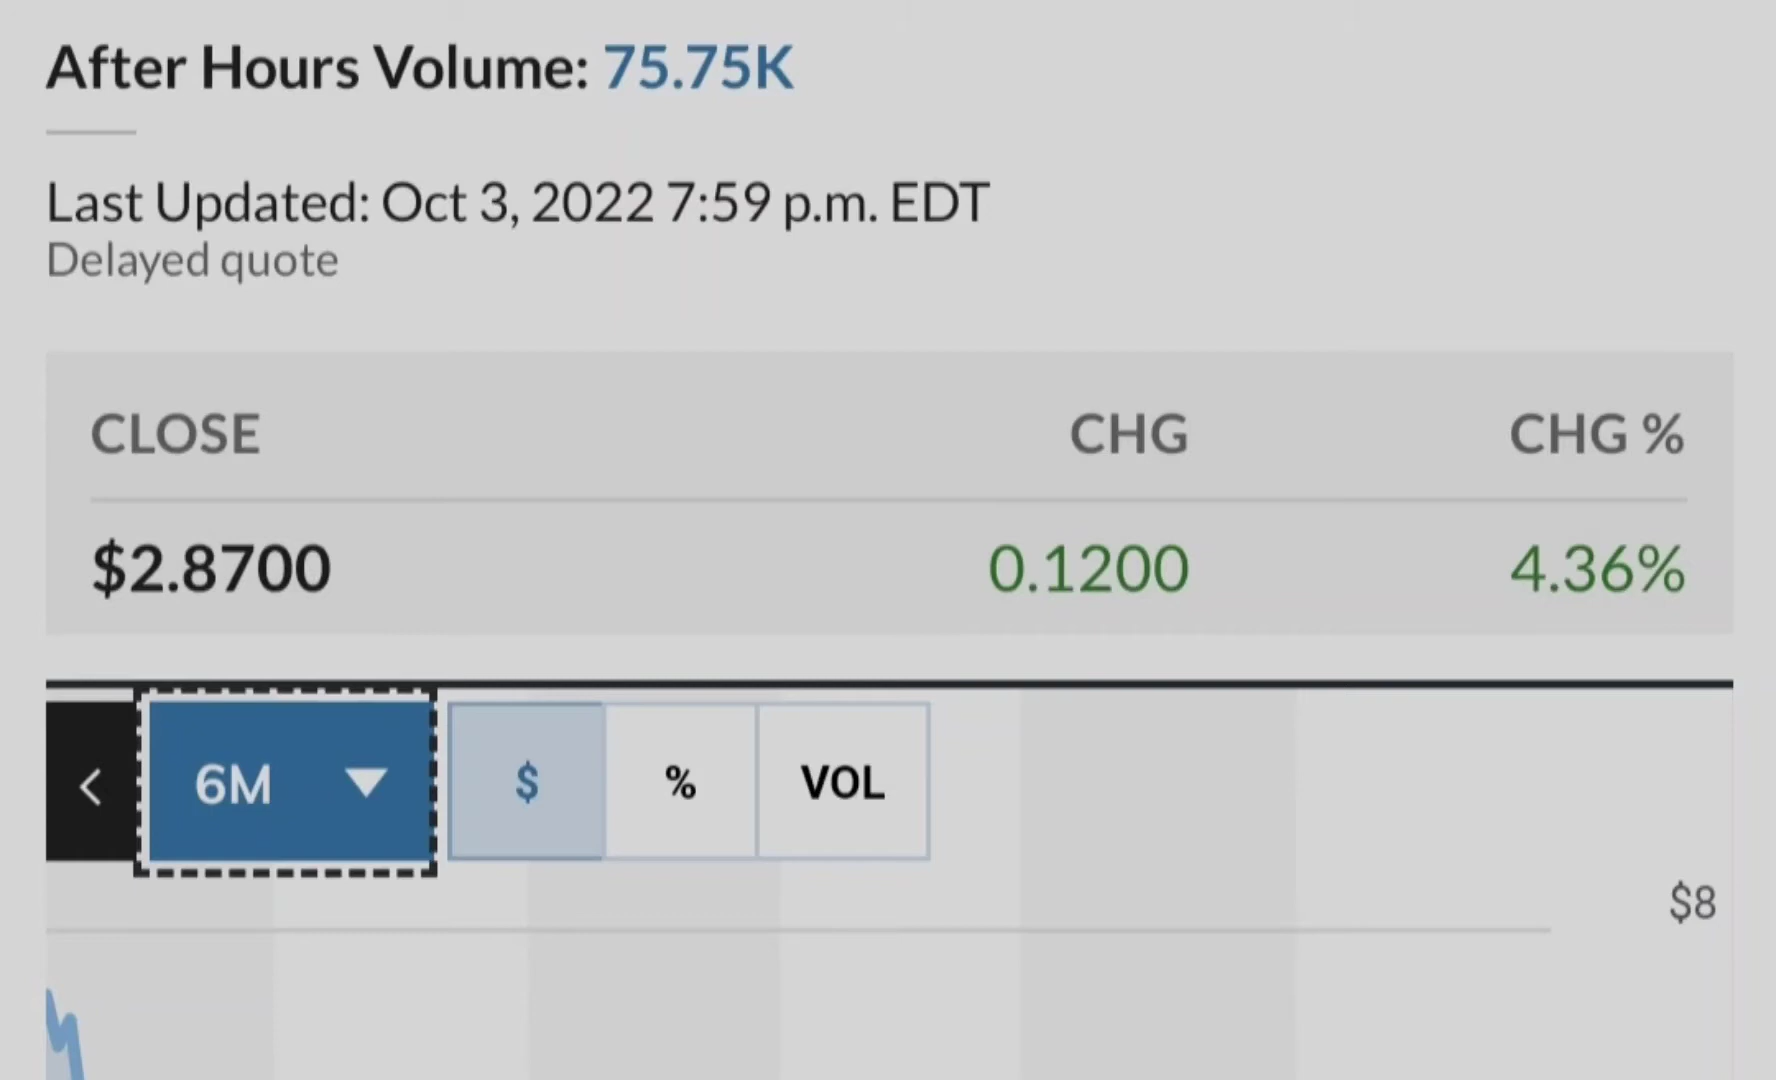 After Hours Volume: 75.75K
Last Updated: Oct 3, 2022 7:59 p.m. EDT
Delayed quote
CLOSE CHG CHG %
$2.8700 0.1200 4.36%
6M $ % VOL
$8